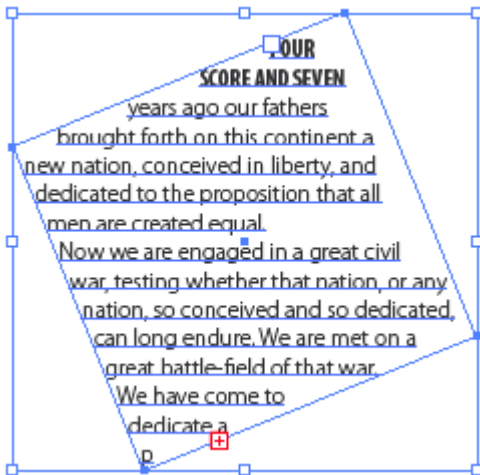 FOUR
SCORE AND SEVEN
years ago our fathers
brought forth on this continent a
new nation, conceived in liberty, and
dedicated to the proposition that all
men are created equal.
Now we are engaged in a great civil
war, testing whether that nation, or any
nation, so conceived and so dedicated,
can long endure. We are met on a
great battle-field of that war.
We have come to
dedicate a
p